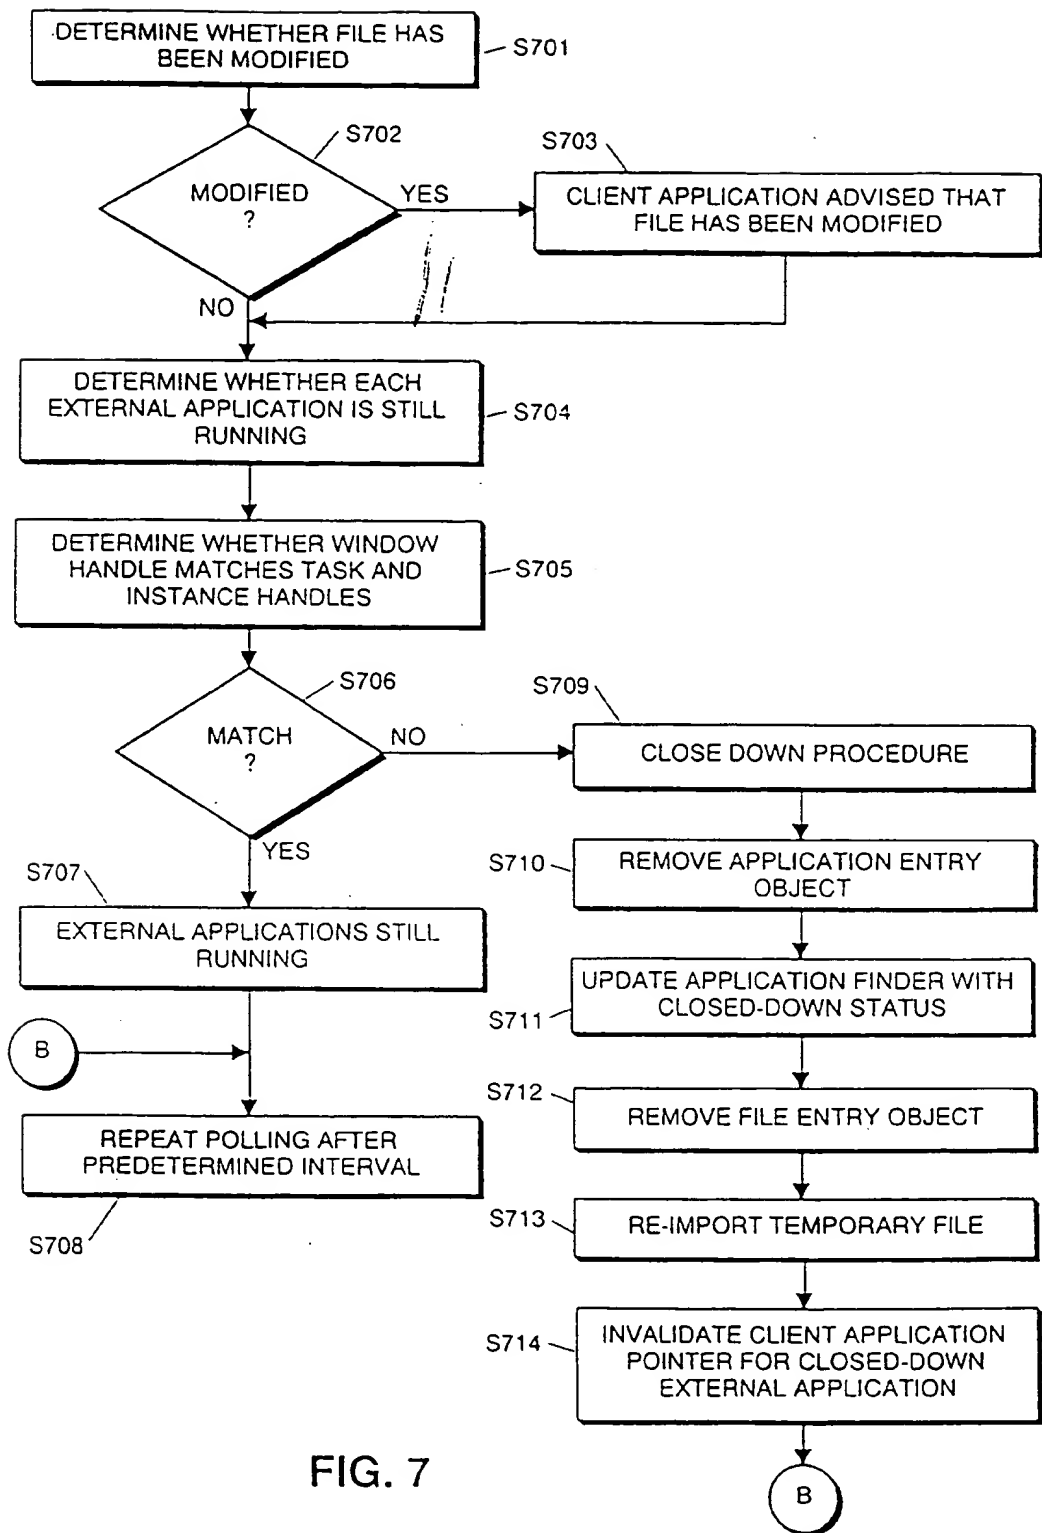 DETERMINE WHETHER FILE HAS
BEEN MODIFIED
S701
S702
MODIFIED
?
YES
NO
S703
CLIENT APPLICATION ADVISED THAT
FILE HAS BEEN MODIFIED
DETERMINE WHETHER EACH
EXTERNAL APPLICATION IS STILL
RUNNING
S704
DETERMINE WHETHER WINDOW
HANDLE MATCHES TASK AND
INSTANCE HANDLES
S705
S706
MATCH
?
NO
YES
S707
EXTERNAL APPLICATIONS STILL
RUNNING
B
REPEAT POLLING AFTER
PREDETERMINED INTERVAL
S708
S709
CLOSE DOWN PROCEDURE
S710
REMOVE APPLICATION ENTRY
OBJECT
UPDATE APPLICATION FINDER WITH
CLOSED-DOWN STATUS
S711
S712
REMOVE FILE ENTRY OBJECT
S713
RE-IMPORT TEMPORARY FILE
S714
INVALIDATE CLIENT APPLICATION
POINTER FOR CLOSED-DOWN
EXTERNAL APPLICATION
B
FIG. 7